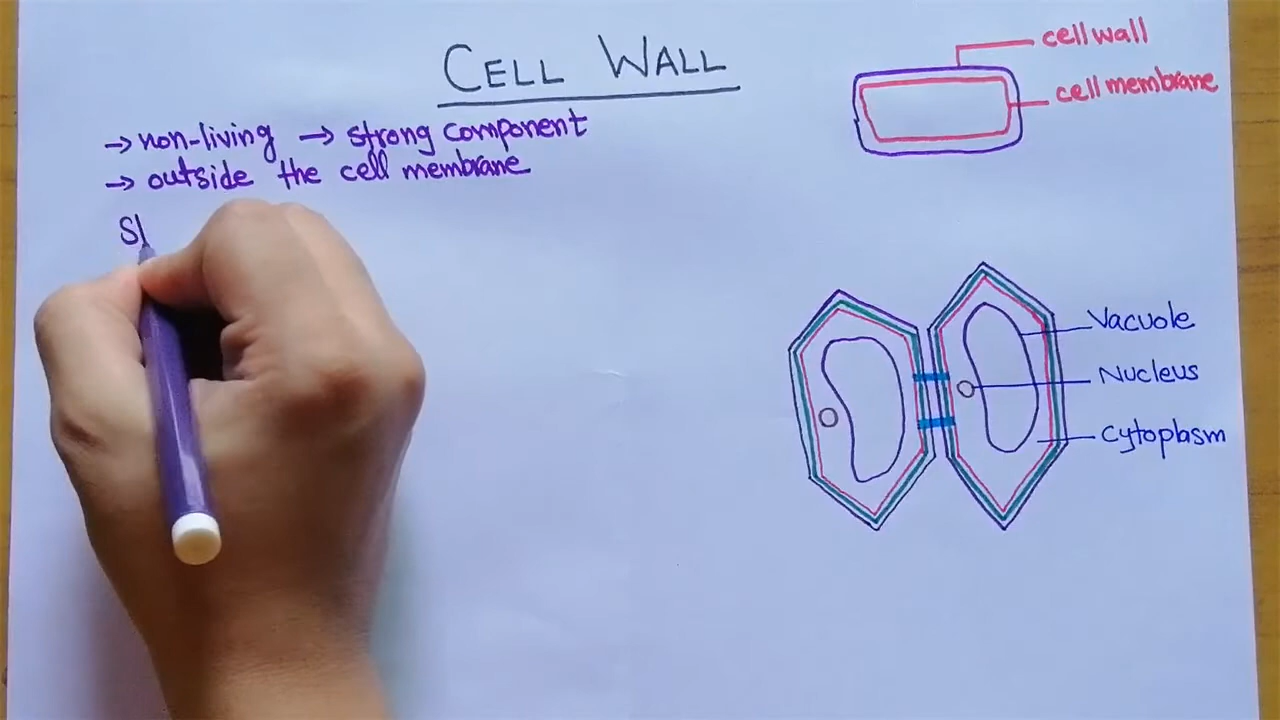 CELL WALL
→ non-living → strong component
→ outside the cell membrane
cell wall
cell membrane
Vacuole
Nucleus
Cytoplasm